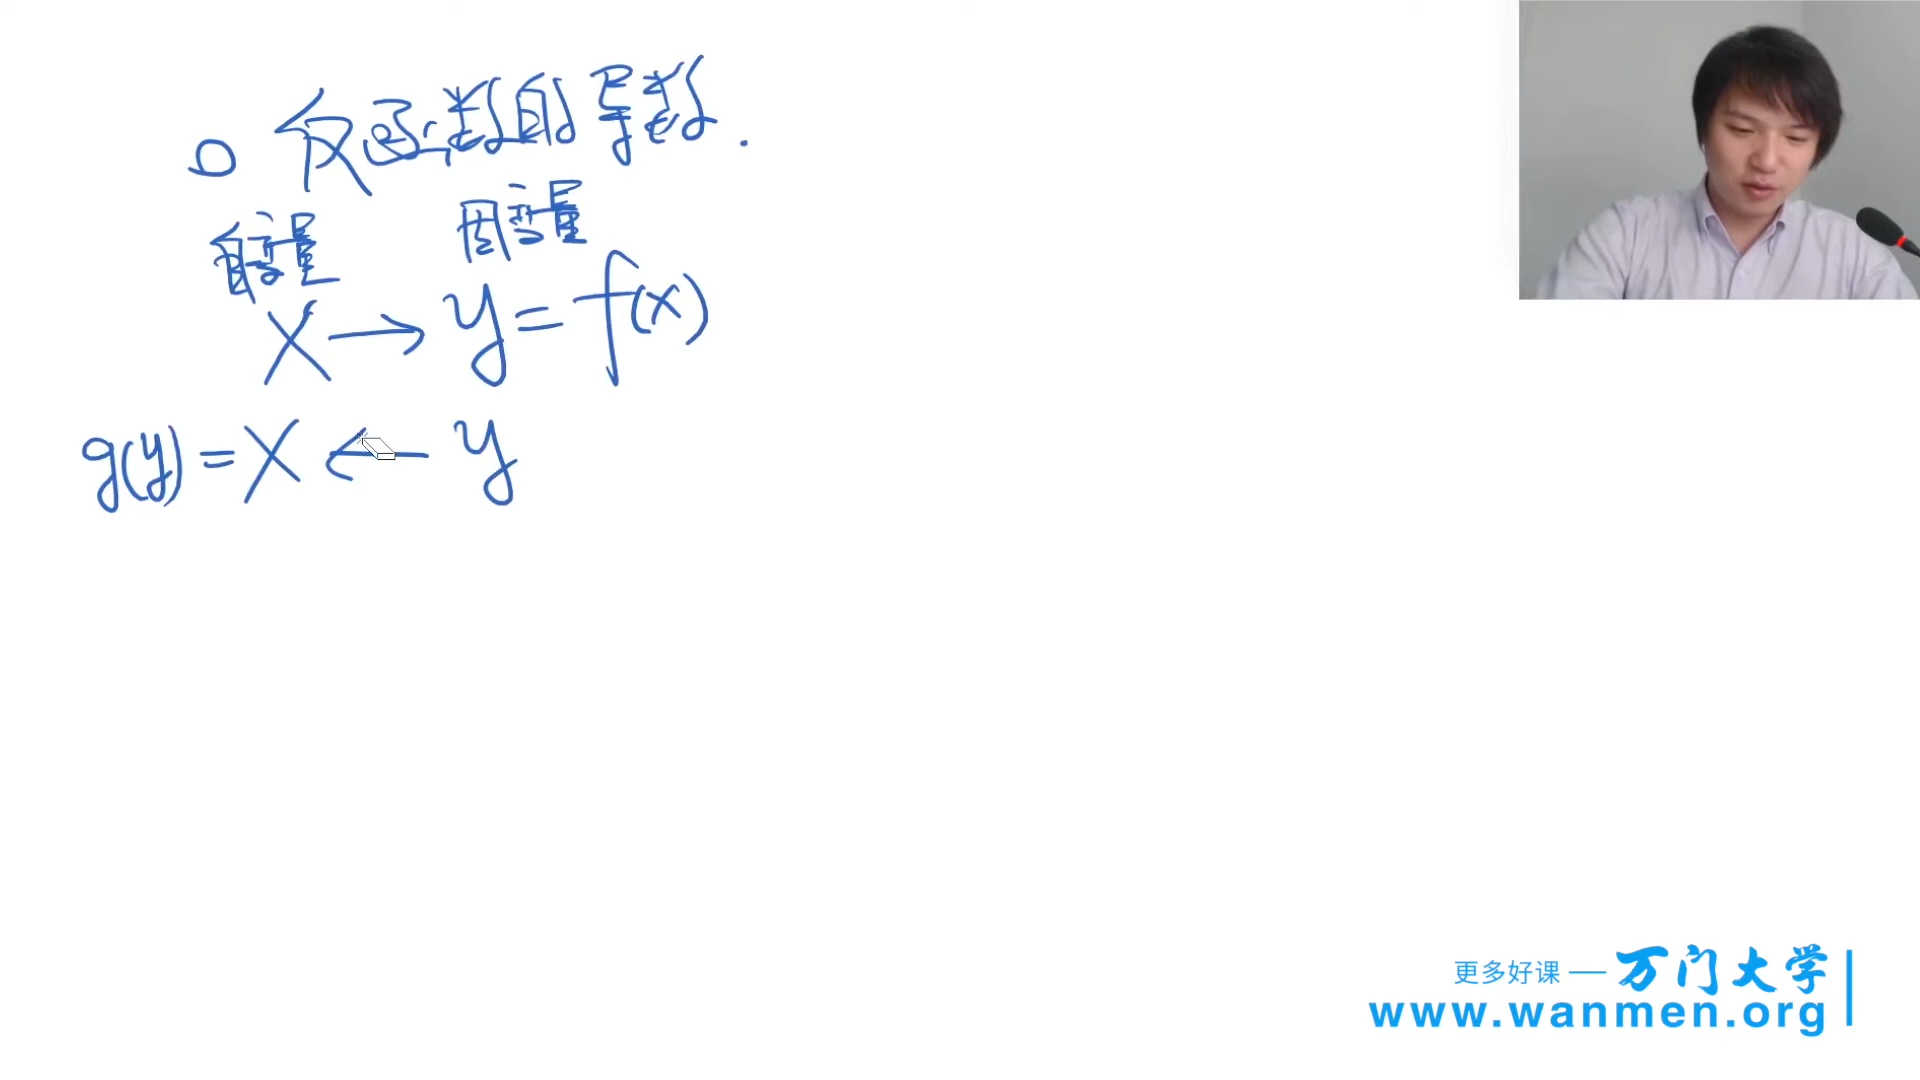 反函数的导数.
自变量 因变量
X → y = f(x)
g(y) = X ← y
更多好课 — 万门大学
www.wanmen.org